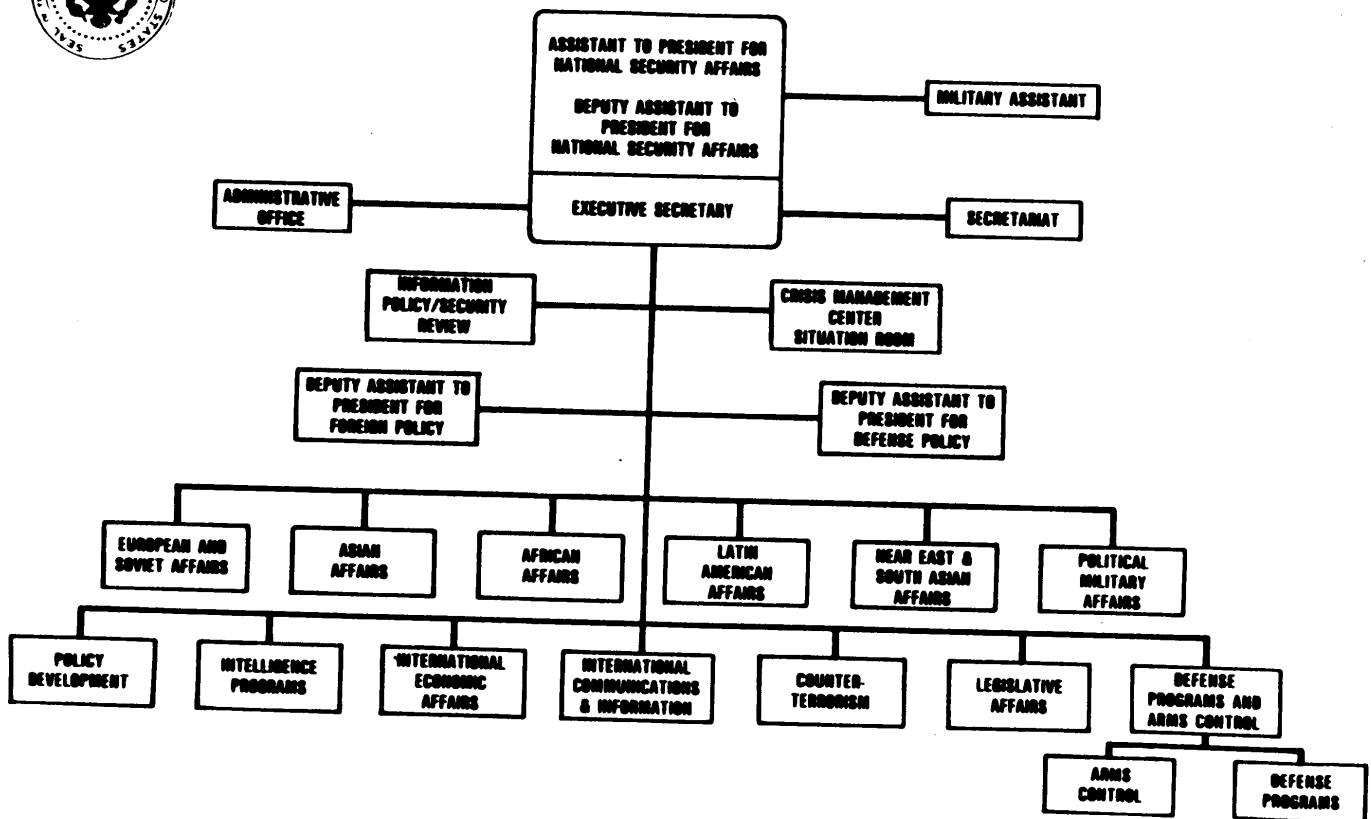 SEAL
STATES
ASSISTANT TO PRESIDENT FOR
NATIONAL SECURITY AFFAIRS
DEPUTY ASSISTANT TO
PRESIDENT FOR
NATIONAL SECURITY AFFAIRS
MILITARY ASSISTANT
ADMINISTRATIVE
OFFICE
EXECUTIVE SECRETARY
SECRETARIAT
INFORMATION
POLICY/SECURITY
REVIEW
CRISIS MANAGEMENT
CENTER
SITUATION ROOM
DEPUTY ASSISTANT TO
PRESIDENT FOR
FOREIGN POLICY
DEPUTY ASSISTANT TO
PRESIDENT FOR
DEFENSE POLICY
EUROPEAN AND
SOVIET AFFAIRS
ASIAN
AFFAIRS
AFRICAN
AFFAIRS
LATIN
AMERICAN
AFFAIRS
NEAR EAST &
SOUTH ASIAN
AFFAIRS
POLITICAL
MILITARY
AFFAIRS
POLICY
DEVELOPMENT
INTELLIGENCE
PROGRAMS
INTERNATIONAL
ECONOMIC
AFFAIRS
INTERNATIONAL
COMMUNICATIONS
& INFORMATION
COUNTER-
TERRORISM
LEGISLATIVE
AFFAIRS
DEFENSE
PROGRAMS AND
ARMS CONTROL
ARMS
CONTROL
DEFENSE
PROGRAMS